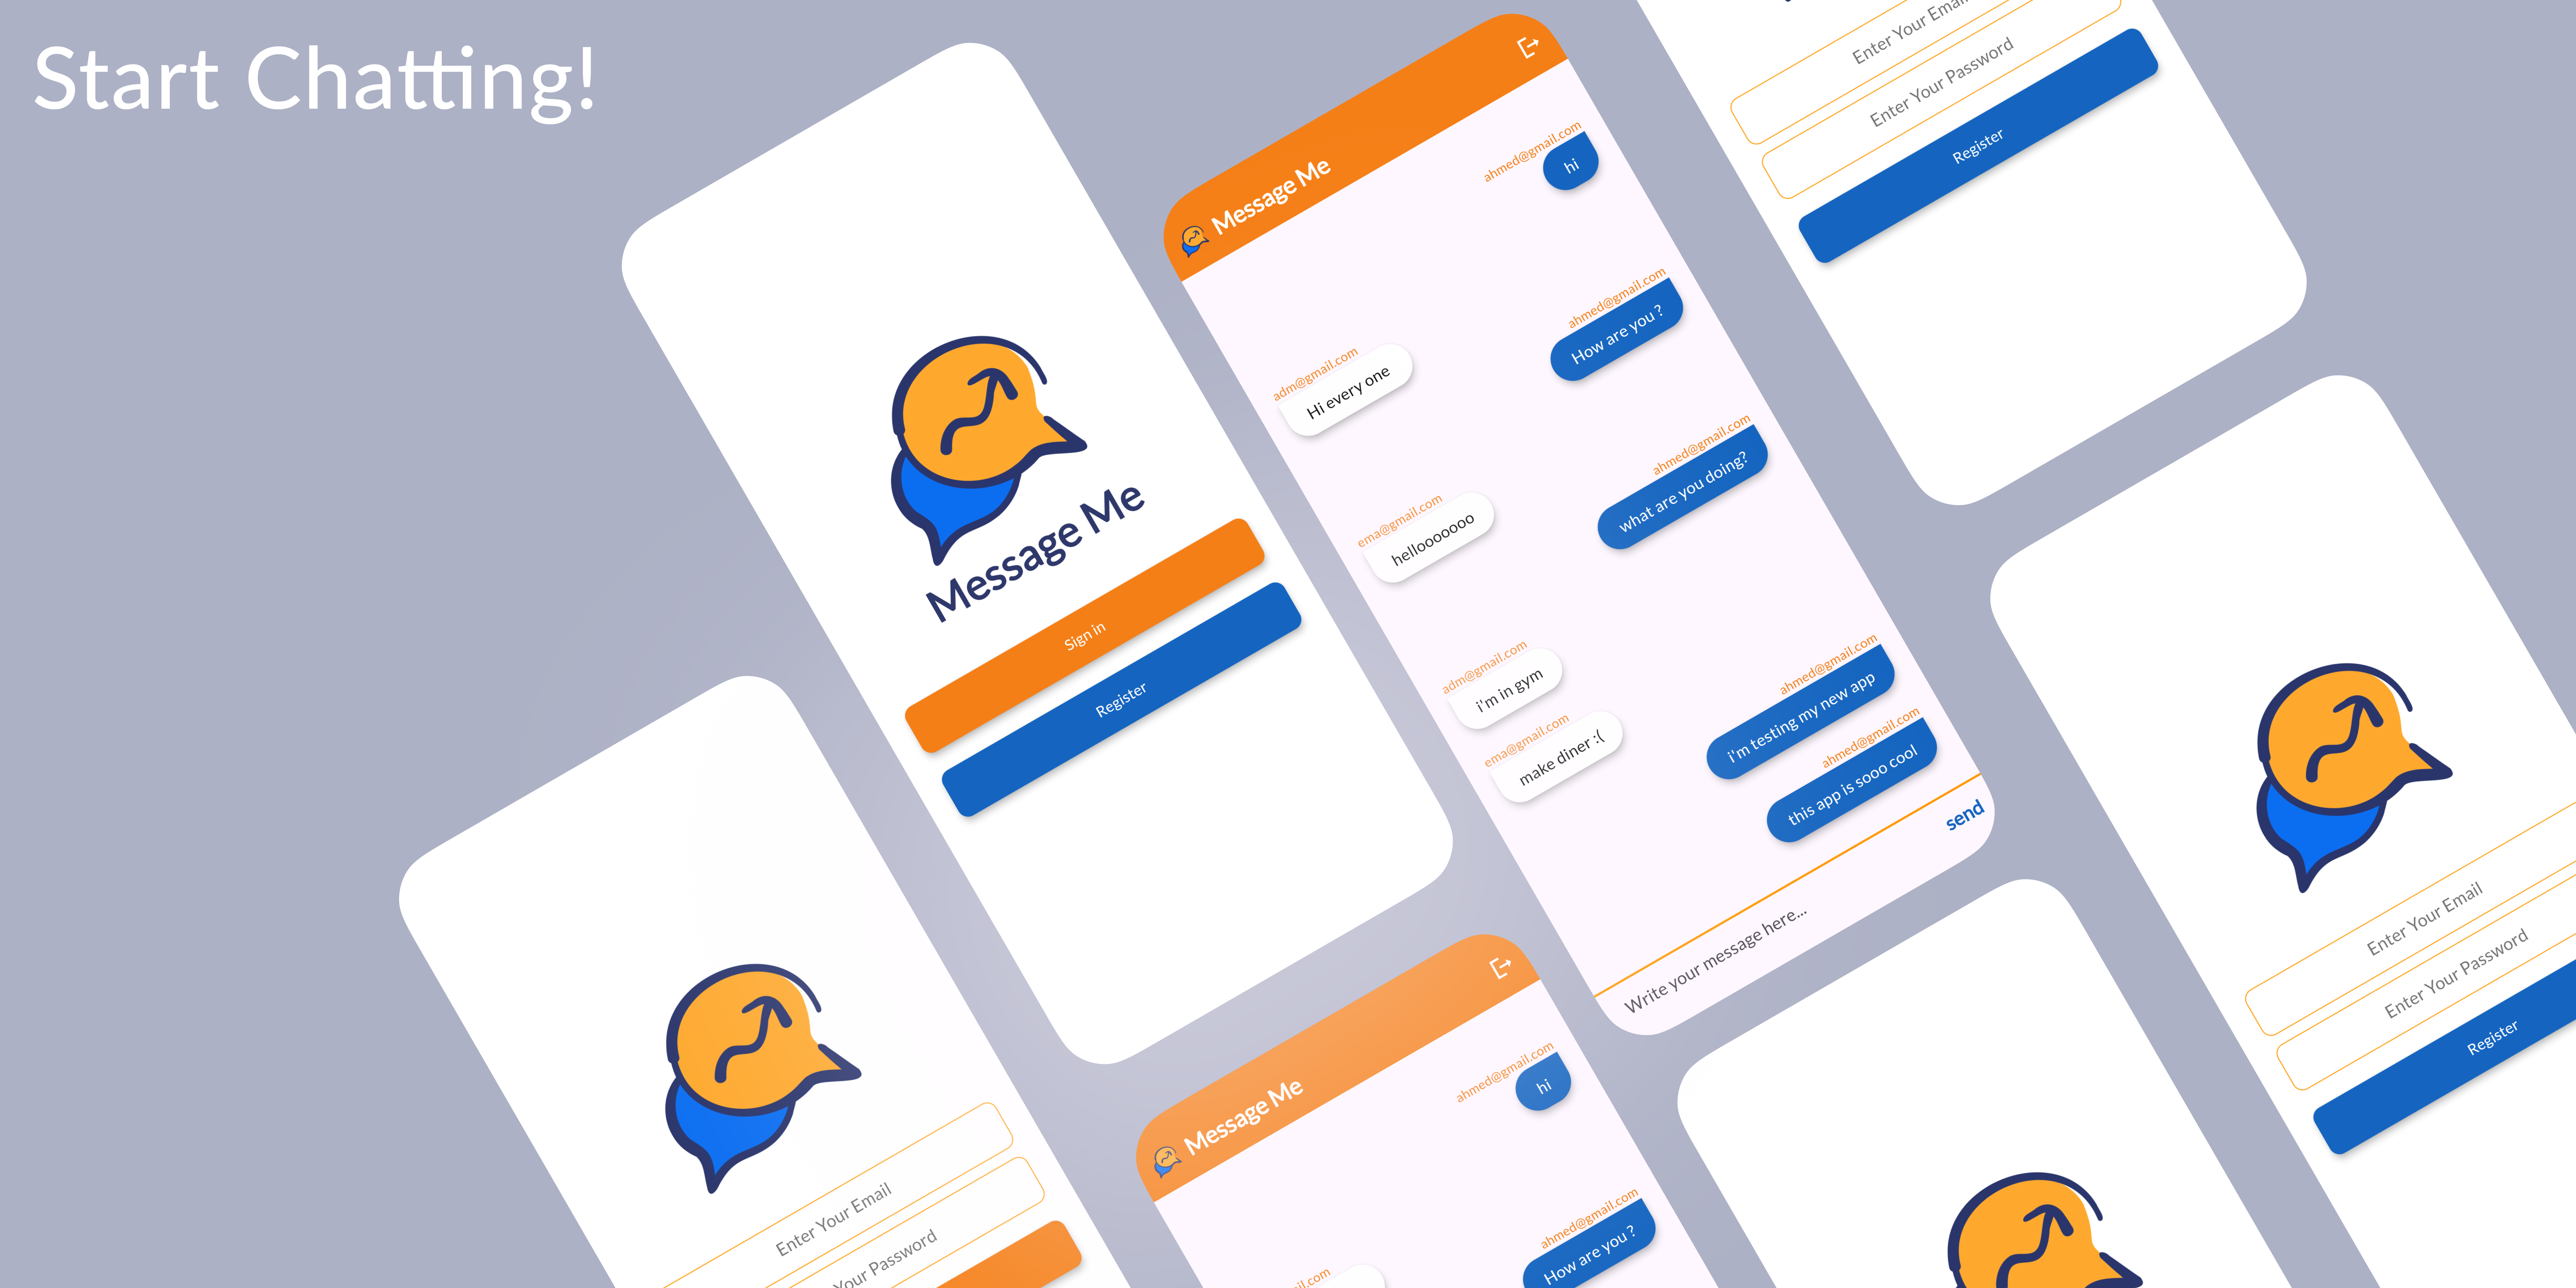 Start Chatting!
Message Me
Sign in
Register
Message Me
ahmed@gmail.com
hi
ahmed@gmail.com
How are you ?
adm@gmail.com
Hi every one
ahmed@gmail.com
what are you doing?
ema@gmail.com
hellooooooo
adm@gmail.com
i'm in gym
ahmed@gmail.com
i'm testing my new app
ema@gmail.com
make diner :(
ahmed@gmail.com
this app is sooo cool
Write your message here...
send
Enter Your Email
Enter Your Password
Register
Enter Your Email
Enter Your Password
Register
Enter Your Email
Your Password
Message Me
ahmed@gmail.com
hi
ahmed@gmail.com
How are you ?